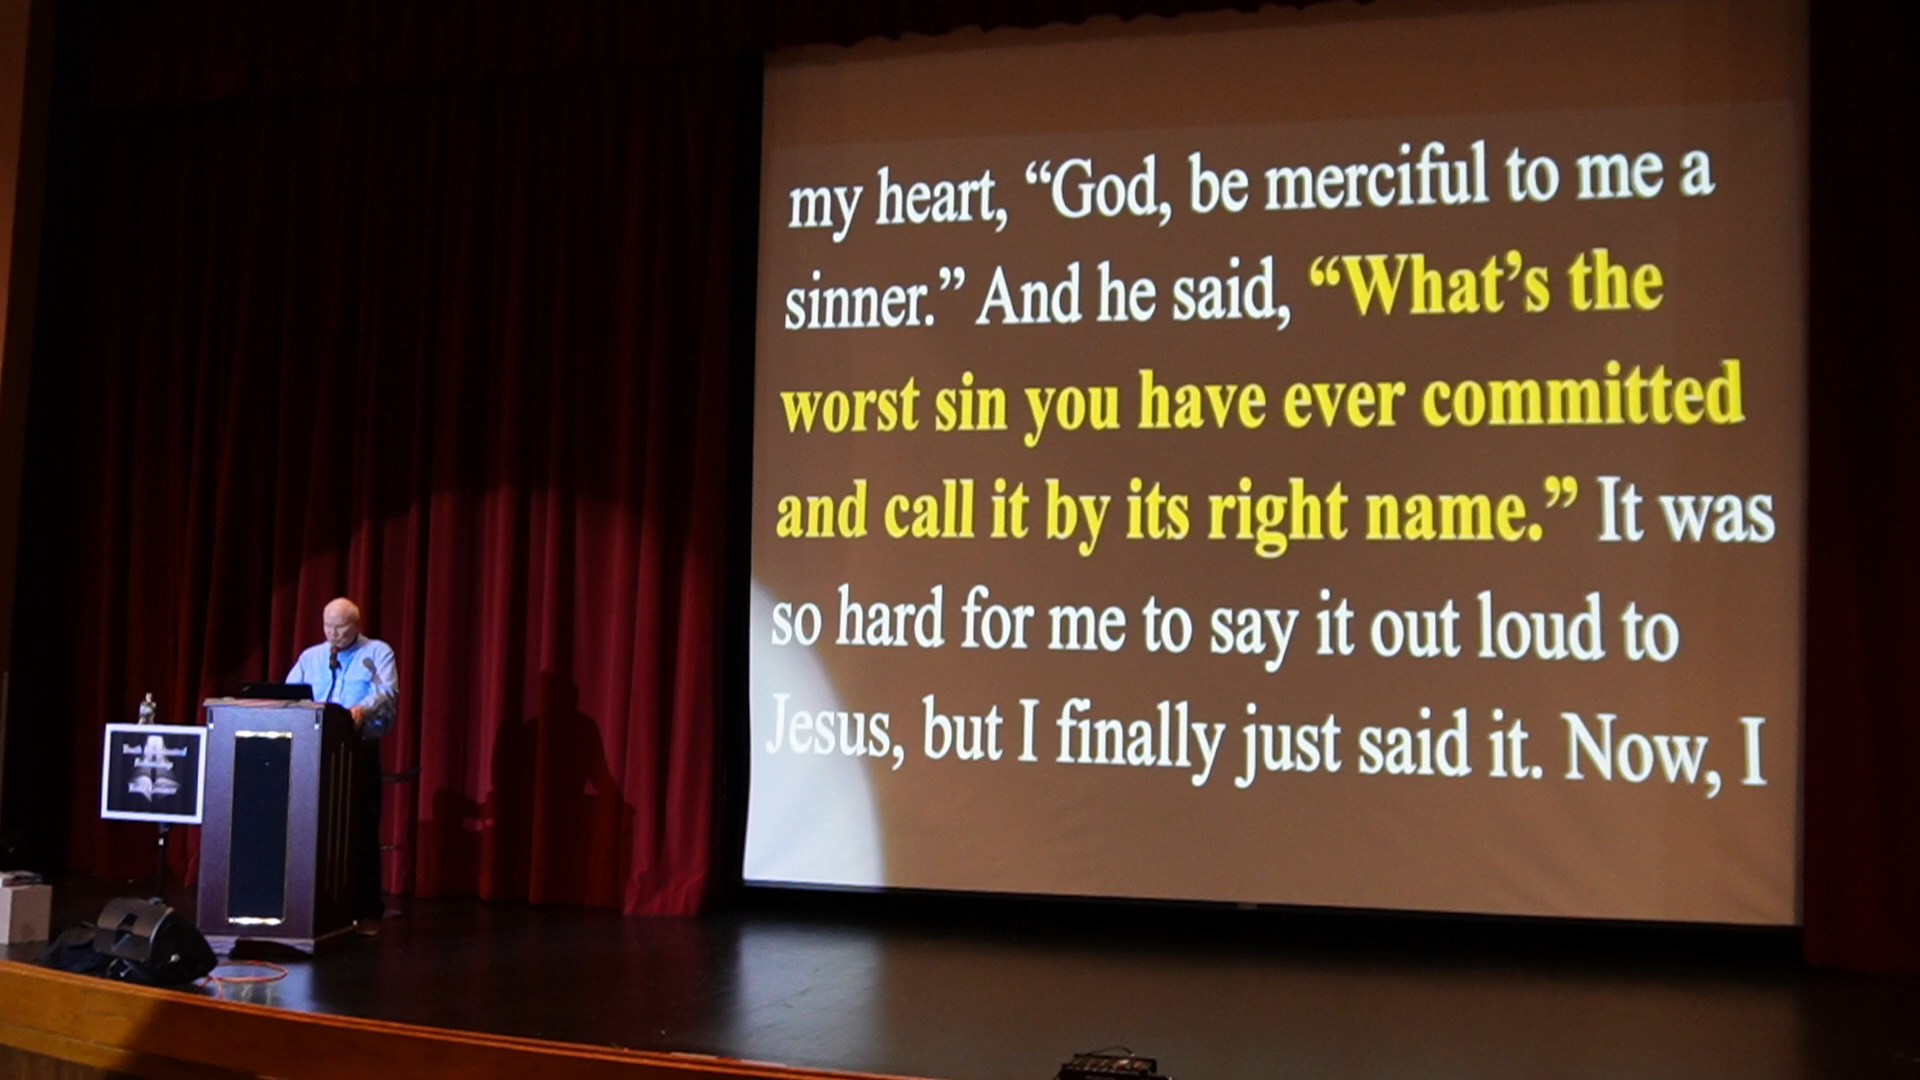 my heart, “God, be merciful to me a
sinner.” And he said, “What’s the
worst sin you have ever committed
and call it by its right name.” It was
so hard for me to say it out loud to
Jesus, but I finally just said it. Now, I
Fellowship